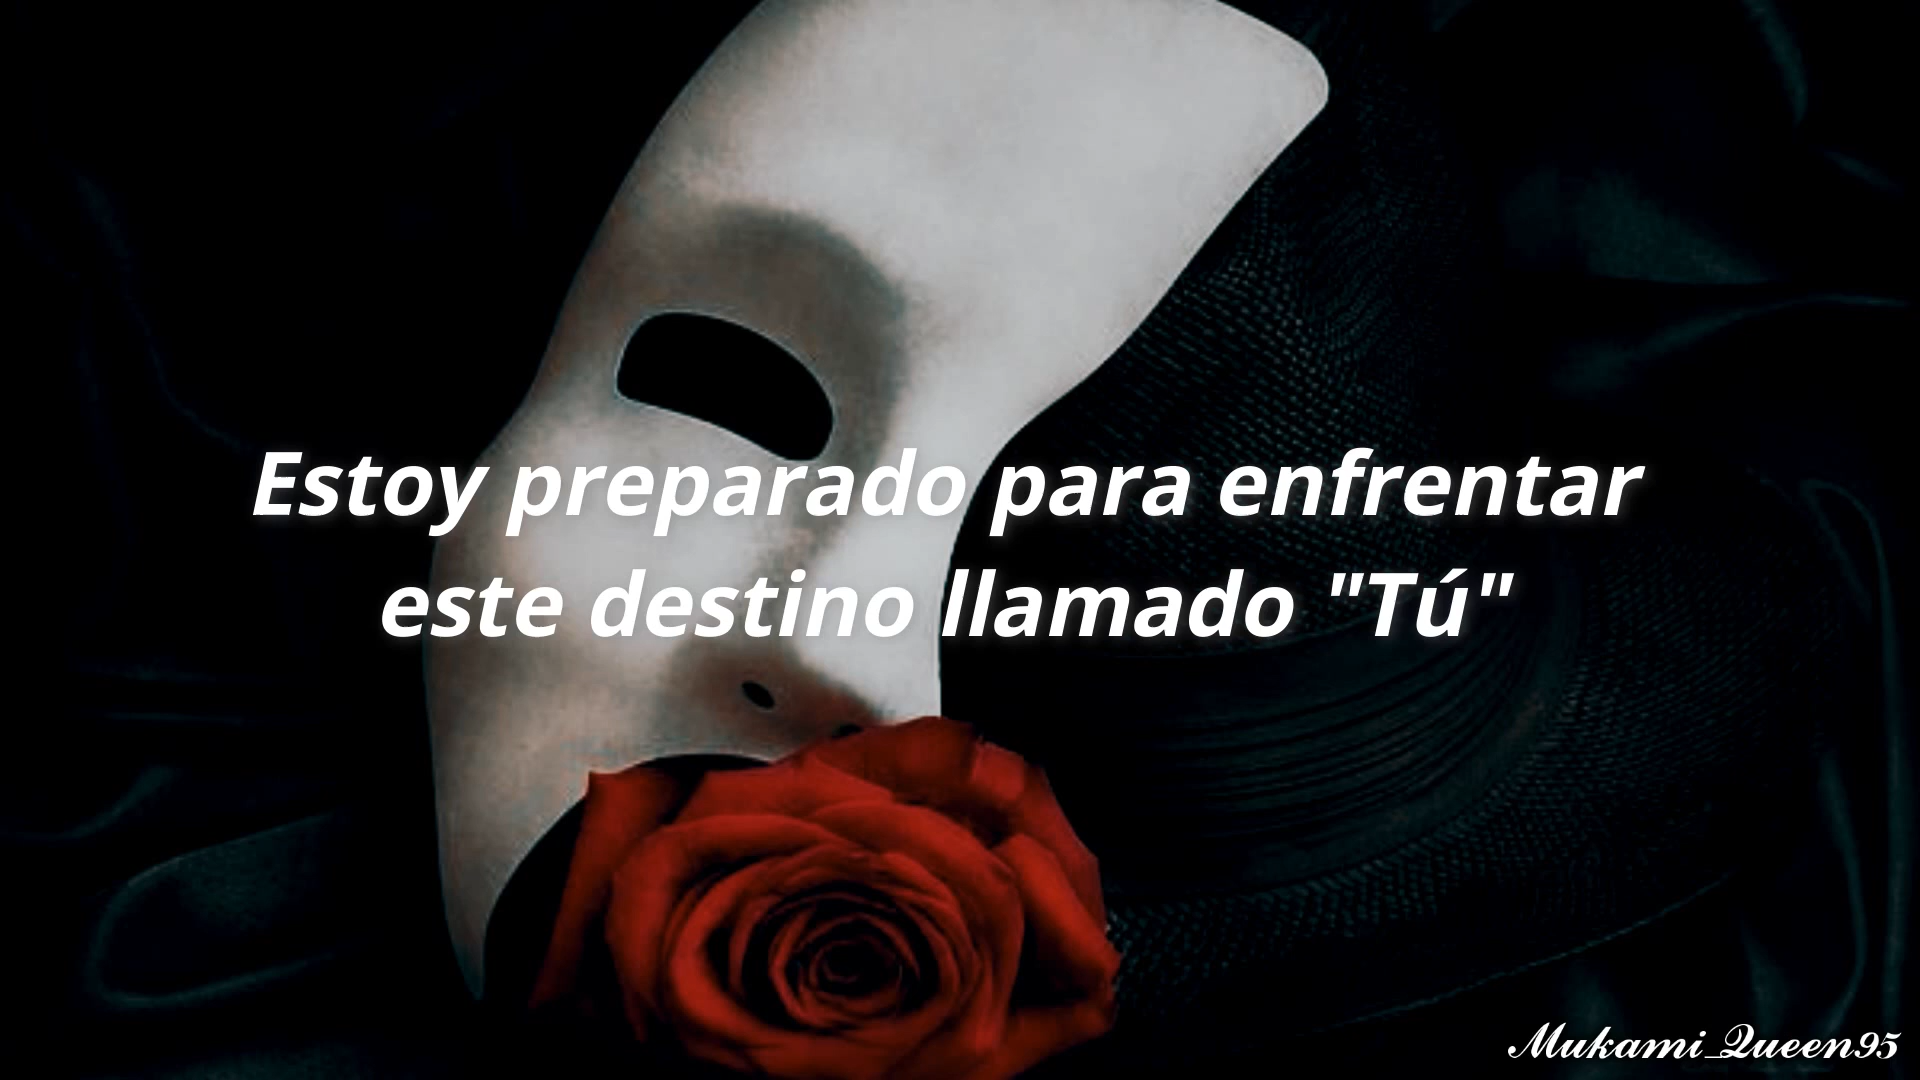 Estoy preparado para enfrentar
este destino llamado "Tú"
Mukami_Queen95